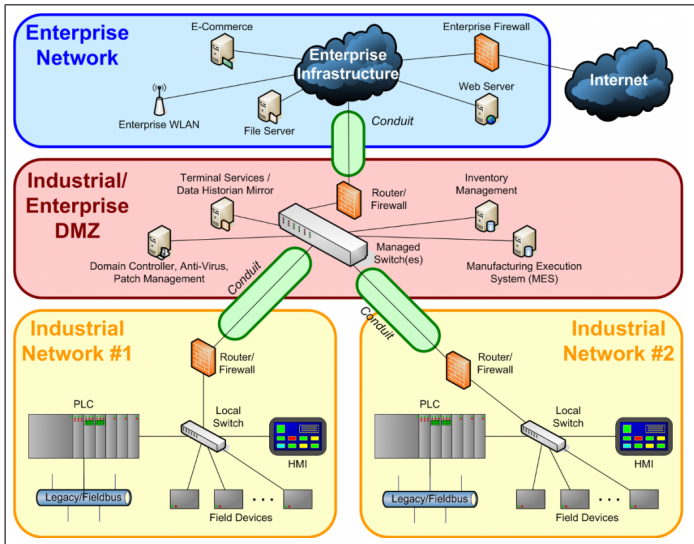 Enterprise
Network
E-Commerce
Enterprise
Infrastructure
Enterprise Firewall
Internet
Web Server
Enterprise WLAN
File Server
Conduit
Industrial/
Enterprise
DMZ
Terminal Services /
Data Historian Mirror
Router/
Firewall
Inventory
Management
Managed
Switch(es)
Domain Controller, Anti-Virus,
Patch Management
Manufacturing Execution
System (MES)
Conduit
Conduit
Industrial
Network #1
Router/
Firewall
PLC
Local
Switch
HMI
Legacy/Fieldbus
Field Devices
Industrial
Network #2
Router/
Firewall
PLC
Local
Switch
HMI
Legacy/Fieldbus
Field Devices